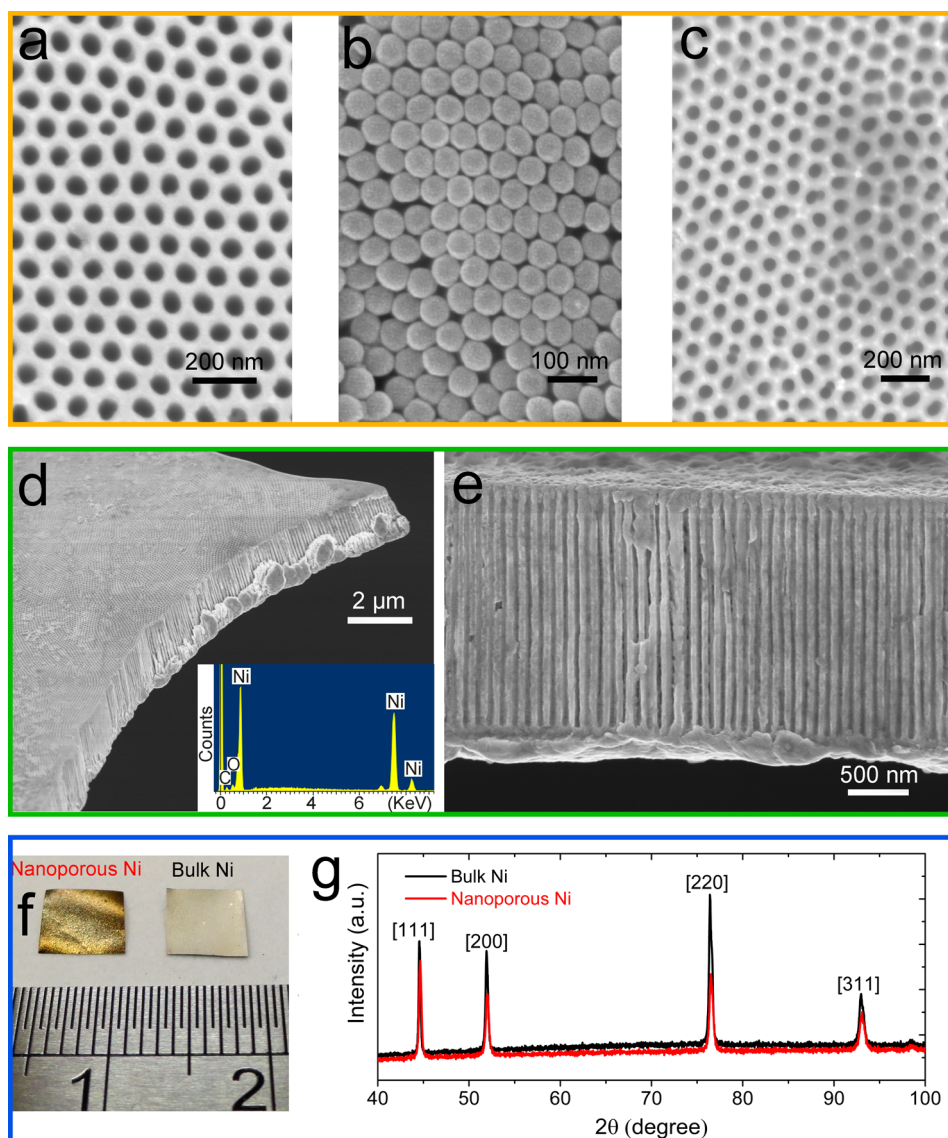 a
b
c
200 nm
100 nm
200 nm
d
e
2 µm
500 nm
Counts
Ni
O
C
Ni
Ni
0 2 4 6 (KeV)
f
Nanoporous Ni
Bulk Ni
1 2
g
Bulk Ni
Nanoporous Ni
[111]
[200]
[220]
[311]
Intensity (a.u.)
40 50 60 70 80 90 100
2θ (degree)